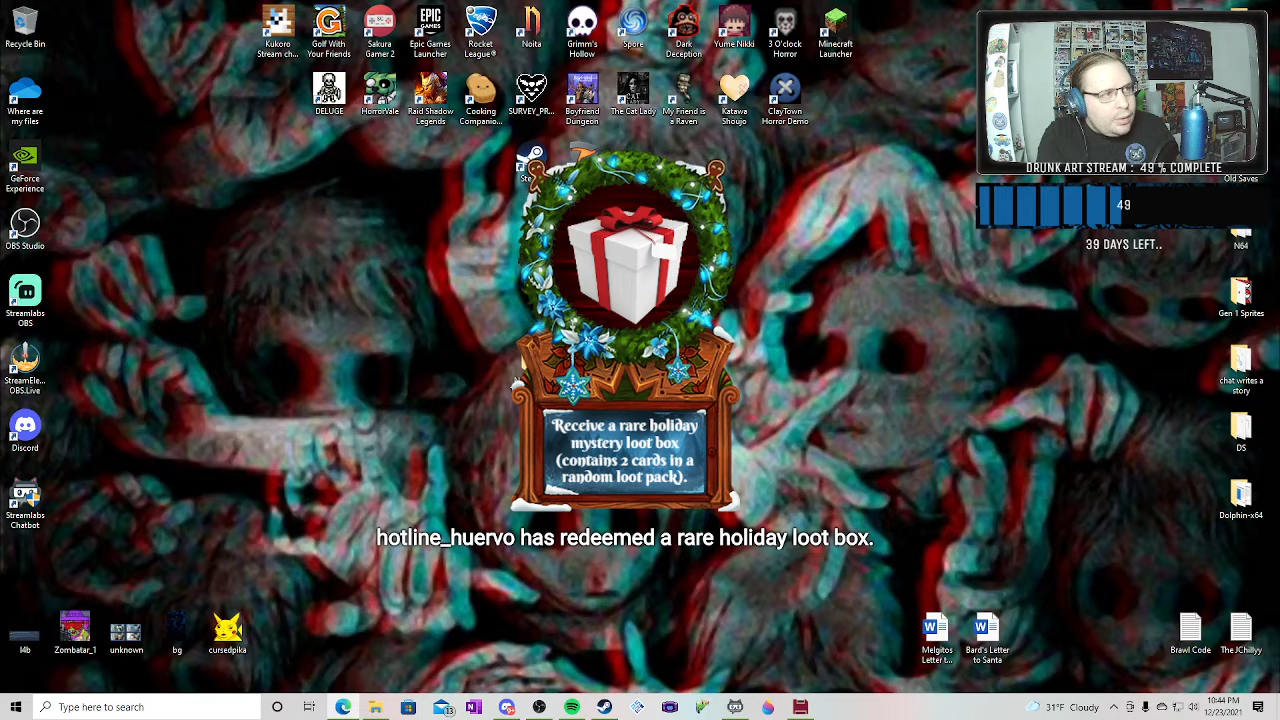 Recycle Bin
Kukoro
Stream ch...
Golf With
Your Friends
Sakura
Gamer 2
Epic Games
Launcher
Rocket
League®
Noita
Grimm's
Hollow
Spore
Dark
Deception
Yume Nikki
3 O'clock
Horror
Minecraft
Launcher
Where are
my files
DELUGE
HorrorVale
Raid Shadow
Legends
Cooking
Companio...
SURVEY_PR...
Boyfriend
Dungeon
The Cat Lady
My Friend is
a Raven
Katawa
Shoujo
ClayTown
Horror Demo
DRUNK ART STREAM : 49 % COMPLETE
Old Saves
49
39 DAYS LEFT..
N64
GeForce
Experience
OBS Studio
Streamlabs
OBS
StreamEle...
OBS.Live
Discord
Streamlabs
Chatbot
Gen 1 Sprites
chat writes a
story
DS
Dolphin-x64
Receive a rare holiday
mystery loot box
(contains 2 cards in a
random loot pack).
hotline_huervo has redeemed a rare holiday loot box.
Zombatar_1
unknown
bg
cursedpika
Melgitos
Letter t...
Bard's Letter
to Santa
Brawl Code
The JChillyy
Type here to search
31°F Cloudy
10:44 PM
12/23/2021